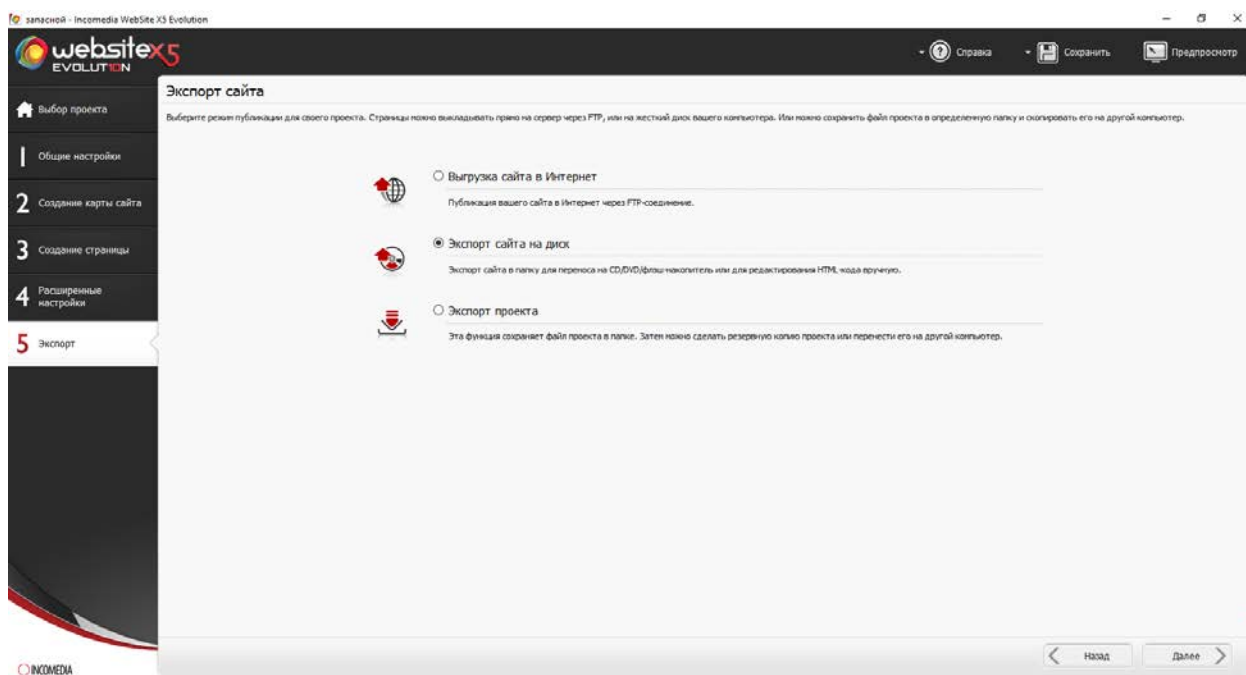 запасной - Incomedia WebSite X5 Evolution
websitex5
EVOLUTION
Справка
Сохранить
Предпросмотр
Выбор проекта
1 Общие настройки
2 Создание карты сайта
3 Создание страницы
4 Расширенные
настройки
5 Экспорт
Экспорт сайта
Выберите режим публикации для своего проекта. Страницы можно выкладывать прямо на сервер через FTP, или на жесткий диск вашего компьютера. Или можно сохранить файл проекта в определенную папку и скопировать его на другой компьютер.
Выгрузка сайта в Интернет
Публикация вашего сайта в Интернет через FTP-соединение.
Экспорт сайта на диск
Экспорт сайта в папку для переноса на CD/DVD/флэш-накопитель или для редактирования HTML-кода вручную.
Экспорт проекта
Эта функция сохраняет файл проекта в папке. Затем можно сделать резервную копию проекта или перенести его на другой компьютер.
Назад
Далее
INCOMEDIA